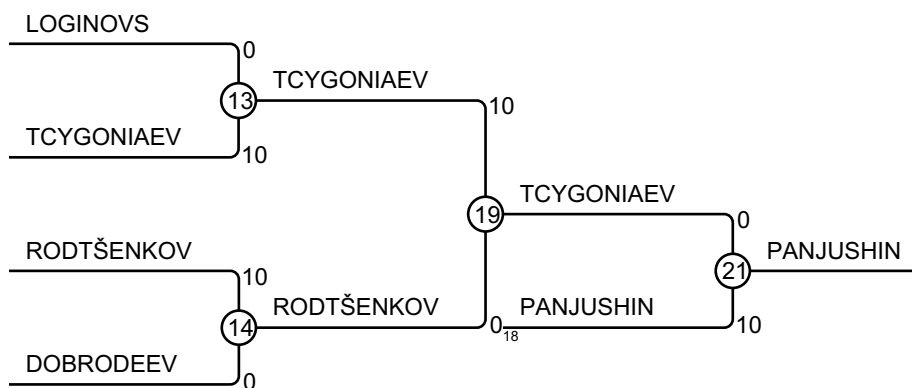 LOGINOVS
0
13
TCYGONIAEV
10
TCYGONIAEV
10
19
TCYGONIAEV
0
21
PANJUSHIN
RODTŠENKOV
10
14
RODTŠENKOV
0
18
PANJUSHIN
10
DOBRODEEV
0